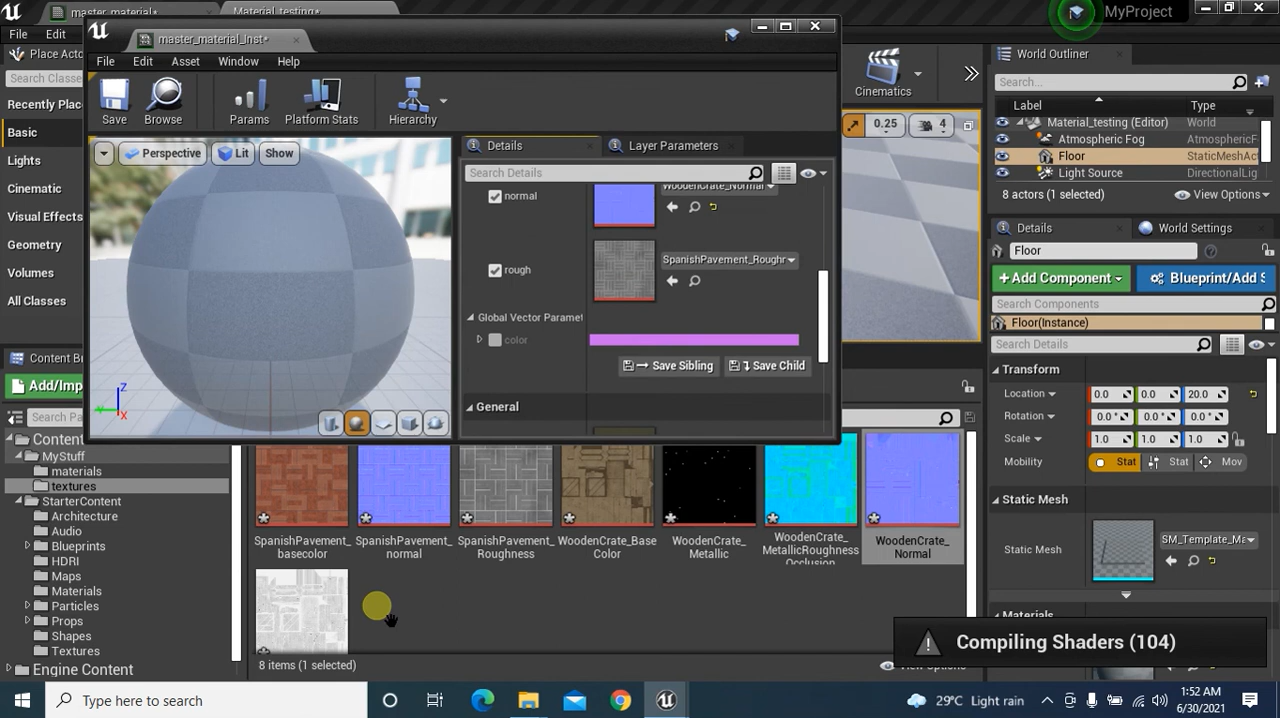 master_material*
Material_testing*
MyProject
File Edit
master_material_Inst*
File Edit Asset Window Help
Place Acto
Search Classes
Recently Place
Basic
Lights
Cinematic
Visual Effects
Geometry
Volumes
All Classes
Save Browse Params Platform Stats Hierarchy
Perspective Lit Show
Details
Layer Parameters
Search Details
normal
WoodenCrate_Normal
rough
SpanishPavement_Roughr
Global Vector Paramet
color
Save Sibling Save Child
General
Cinematics
0.25 4
World Outliner
Search...
Label Type
Material_testing (Editor) World
Atmospheric Fog AtmosphericFo
Floor StaticMeshAct
Light Source DirectionalLig
8 actors (1 selected) View Options
Details World Settings
Floor
+ Add Component Blueprint/Add S
Search Components
Floor(Instance)
Search Details
Transform
Location 0.0 0.0 20.0
Rotation 0.0 ° 0.0 ° 0.0 °
Scale 1.0 1.0 1.0
Mobility Stat Stat Mov
Static Mesh
Static Mesh SM_Template_Ma
Materials
Content Br
Add/Imp
Search Pa
Content
MyStuff
materials
textures
StarterContent
Architecture
Audio
Blueprints
HDRI
Maps
Materials
Particles
Props
Shapes
Textures
Engine Content
SpanishPavement_
basecolor
SpanishPavement_
normal
SpanishPavement_
Roughness
WoodenCrate_Base
Color
WoodenCrate_
Metallic
WoodenCrate_
MetallicRoughness
Occlusion
WoodenCrate_
Normal
8 items (1 selected)
View Options
Compiling Shaders (104)
Type here to search
29°C Light rain
1:52 AM
6/30/2021